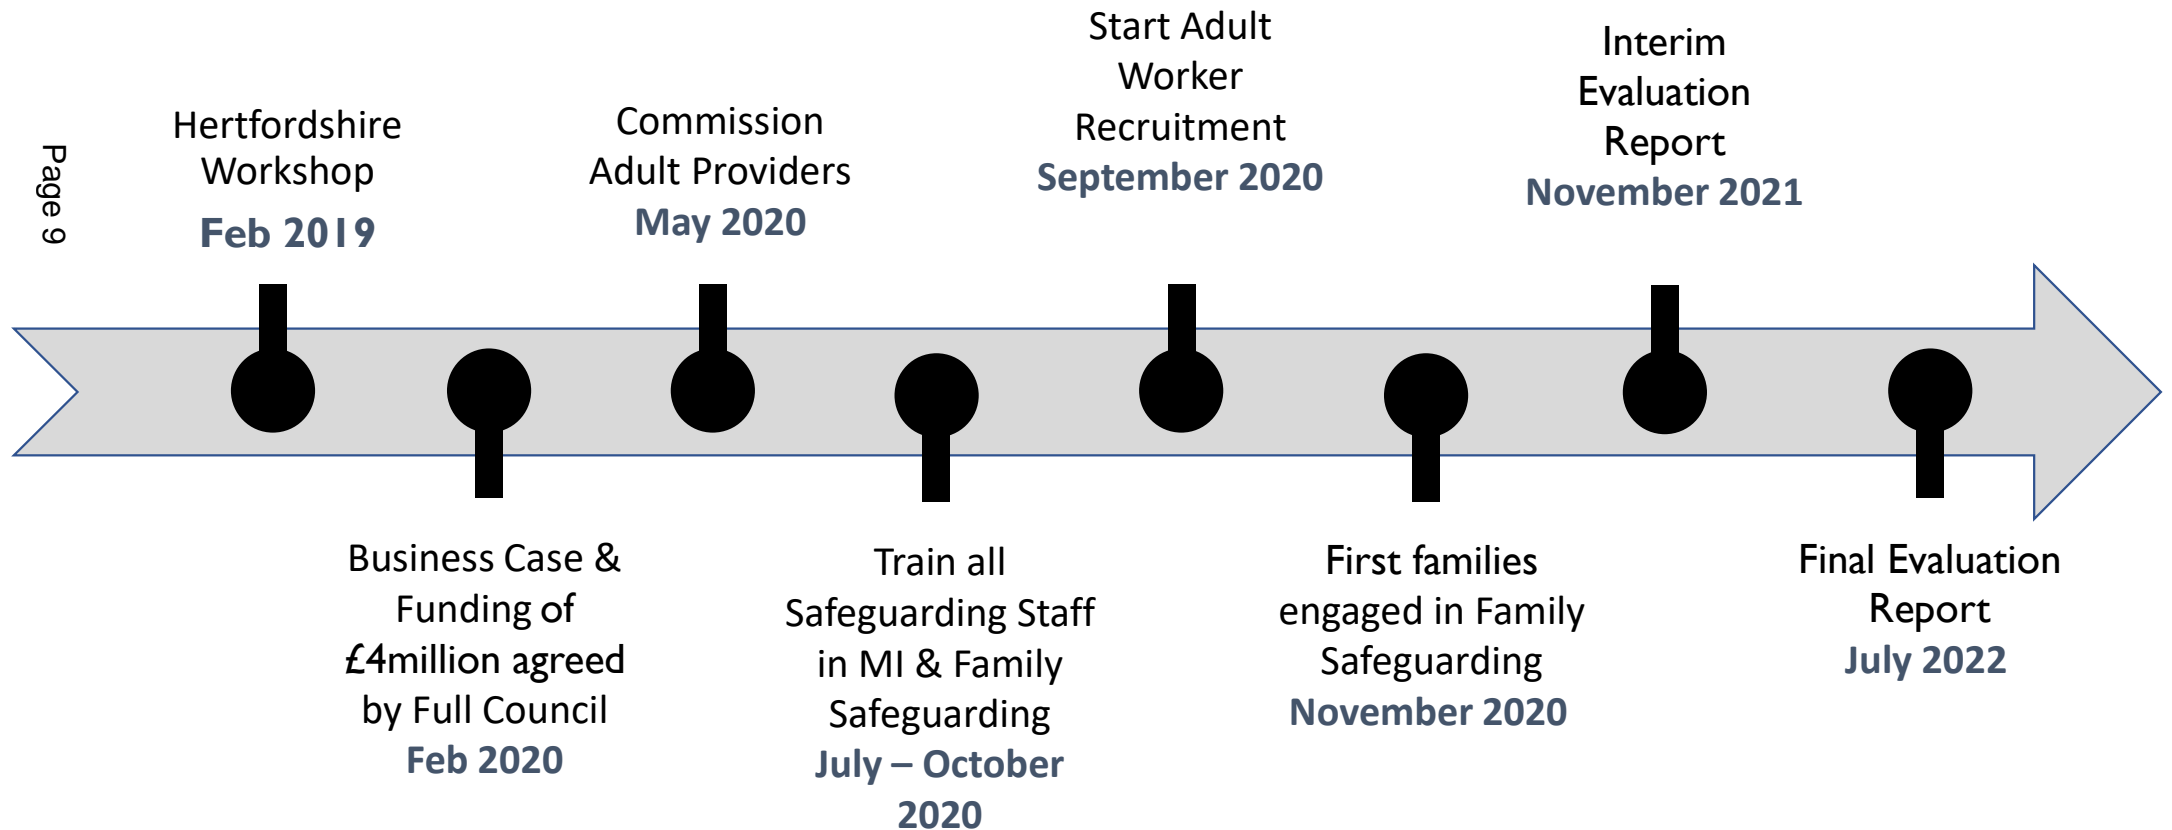 Page 9
Hertfordshire
Workshop
Feb 2019
Business Case &
Funding of
£4million agreed
by Full Council
Feb 2020
Commission
Adult Providers
May 2020
Train all
Safeguarding Staff
in MI & Family
Safeguarding
July – October
2020
Start Adult
Worker
Recruitment
September 2020
First families
engaged in Family
Safeguarding
November 2020
Interim
Evaluation
Report
November 2021
Final Evaluation
Report
July 2022